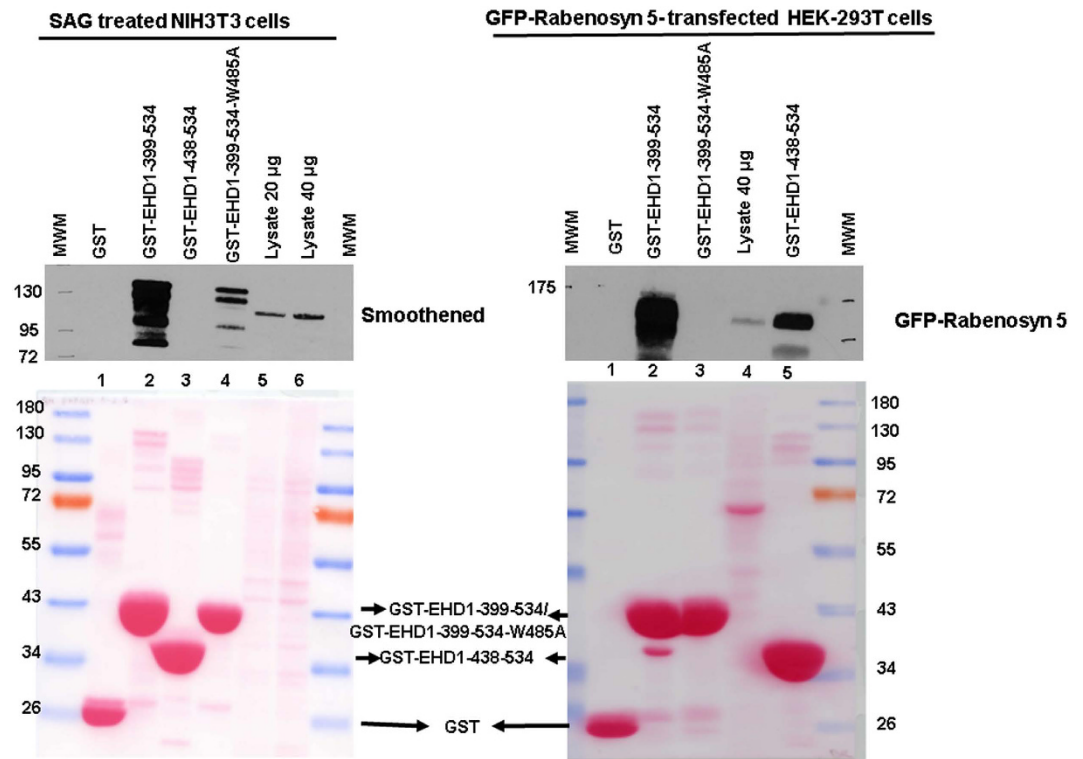 SAG treated NIH3T3 cells
GFP-Rabenosyn 5-transfected HEK-293T cells
MWM
GST
GST-EHD1-399-534
GST-EHD1-438-534
GST-EHD1-399-534-W485A
Lysate 20 µg
Lysate 40 µg
MWM
MWM
GST
GST-EHD1-399-534
GST-EHD1-399-534-W485A
Lysate 40 µg
GST-EHD1-438-534
MWM
130
95
72
Smoothened
175
GFP-Rabenosyn 5
1 2 3 4 5 6
1 2 3 4 5
180
130
95
72
55
43
34
26
GST-EHD1-399-534/
GST-EHD1-399-534-W485A
GST-EHD1-438-534
GST
180
130
95
72
55
43
34
26